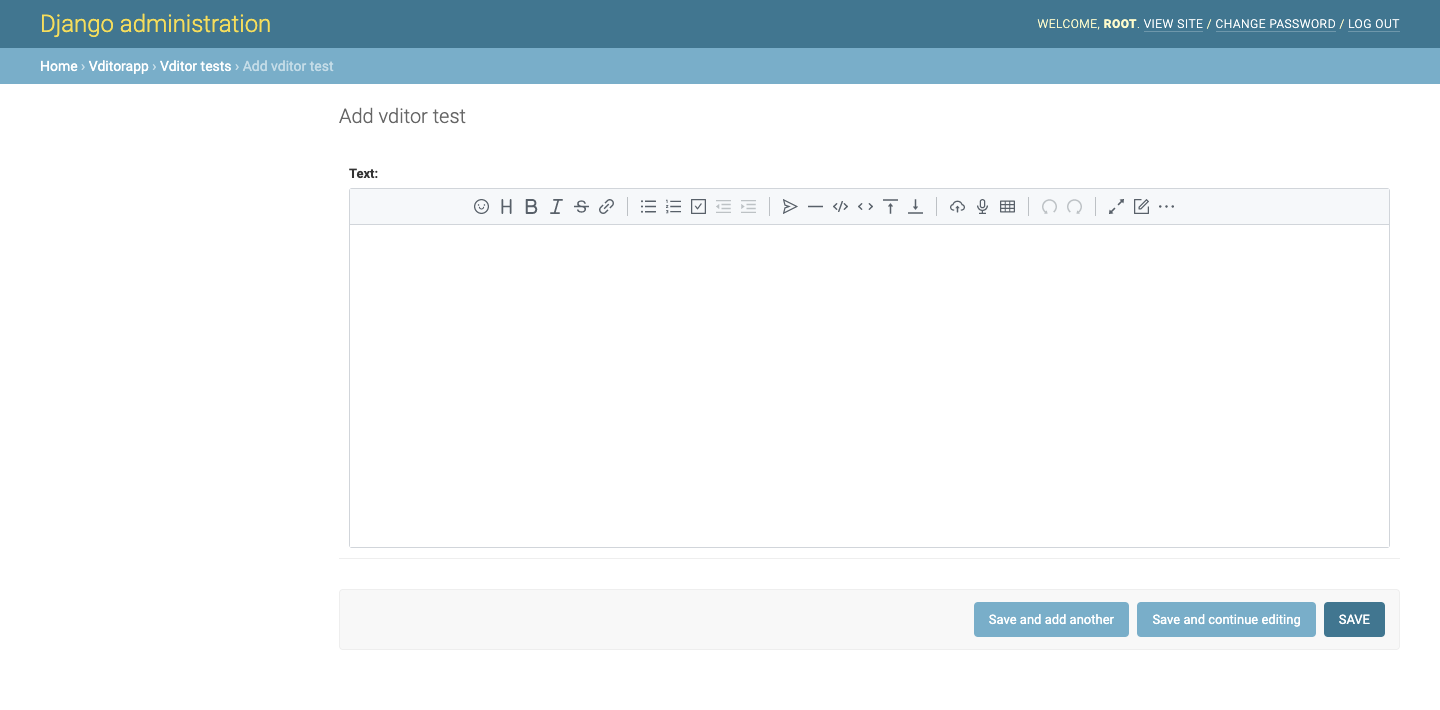 Django administration
WELCOME, ROOT. VIEW SITE / CHANGE PASSWORD / LOG OUT
Home › Vditorapp › Vditor tests › Add vditor test
Add vditor test
Text:
Save and add another
Save and continue editing
SAVE